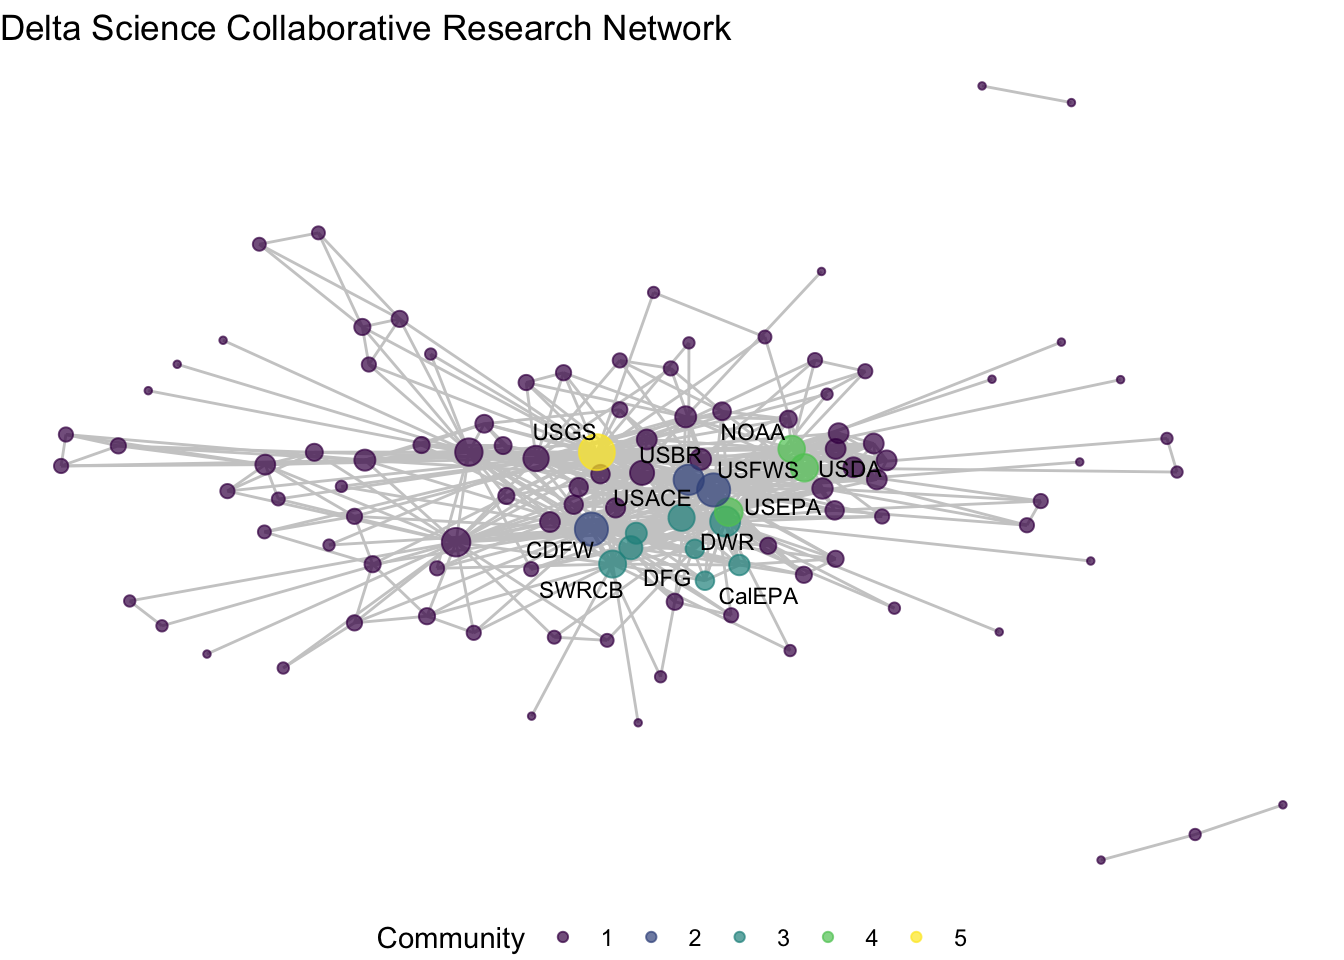 Delta Science Collaborative Research Network
USGS
NOAA
USBR
USFWS
USDA
USACE
USEPA
CDFW
DWR
SWRCB
DFG
CalEPA
Community 1 2 3 4 5